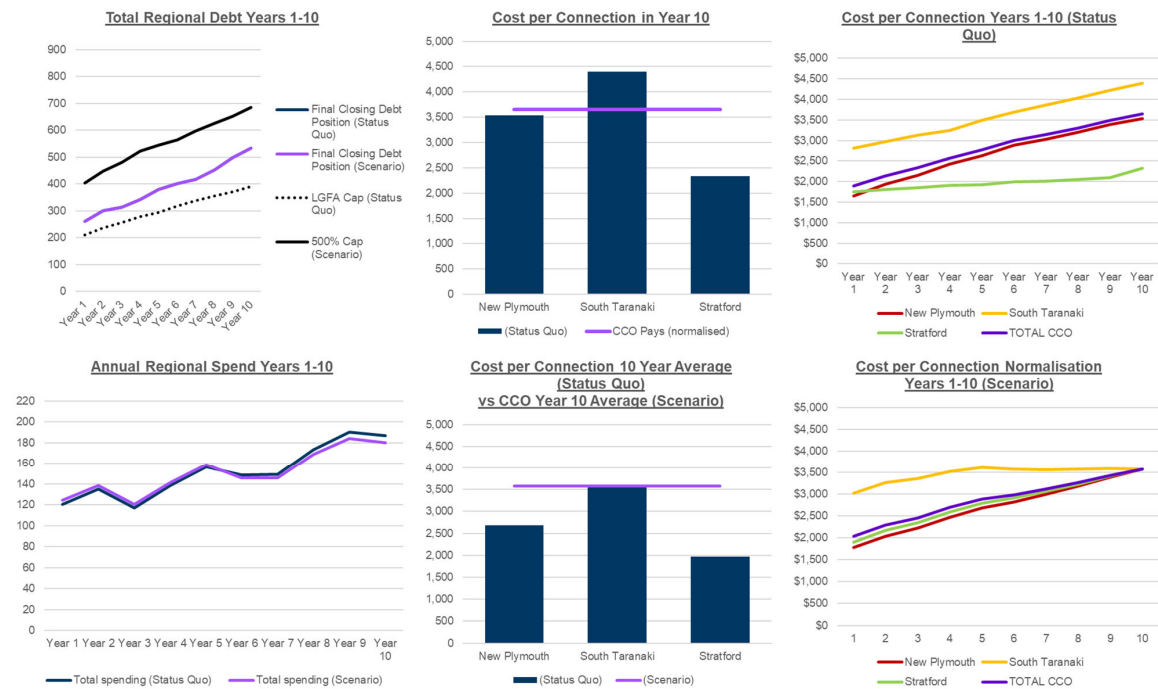 Total Regional Debt Years 1-10
900
800
700
600
500
400
300
200
100
0
Year 1
Year 2
Year 3
Year 4
Year 5
Year 6
Year 7
Year 8
Year 9
Year 10
Final Closing Debt
Position (Status
Quo)
Final Closing Debt
Position (Scenario)
LGFA Cap (Status
Quo)
500% Cap
(Scenario)
Cost per Connection in Year 10
5,000
4,500
4,000
3,500
3,000
2,500
2,000
1,500
1,000
500
0
New Plymouth South Taranaki Stratford
(Status Quo) CCO Pays (normalised)
Cost per Connection Years 1-10 (Status
Quo)
$5,000
$4,500
$4,000
$3,500
$3,000
$2,500
$2,000
$1,500
$1,000
$500
$0
Year Year Year Year Year Year Year Year Year Year
1 2 3 4 5 6 7 8 9 10
New Plymouth South Taranaki
Stratford TOTAL CCO
Annual Regional Spend Years 1-10
220
200
180
160
140
120
100
80
60
40
20
0
Year 1 Year 2 Year 3 Year 4 Year 5 Year 6 Year 7 Year 8 Year 9 Year
10
Total spending (Status Quo) Total spending (Scenario)
Cost per Connection 10 Year Average
(Status Quo)
vs CCO Year 10 Average (Scenario)
5,000
4,500
4,000
3,500
3,000
2,500
2,000
1,500
1,000
500
0
New Plymouth South Taranaki Stratford
(Status Quo) (Scenario)
Cost per Connection Normalisation
Years 1-10 (Scenario)
$5,000
$4,500
$4,000
$3,500
$3,000
$2,500
$2,000
$1,500
$1,000
$500
$0
1 2 3 4 5 6 7 8 9 10
New Plymouth South Taranaki
Stratford TOTAL CCO